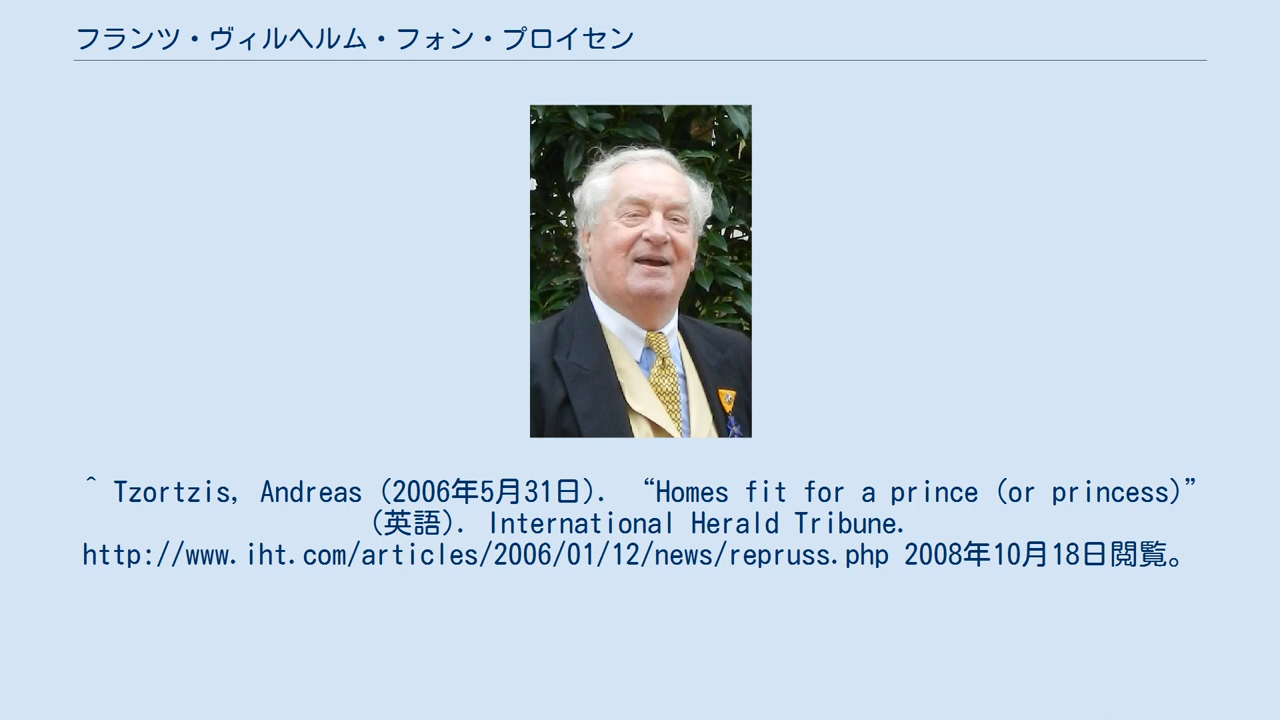 フランツ・ヴィルヘルム・フォン・プロイセン
^ Tzortzis, Andreas (2006年5月31日). “Homes fit for a prince (or princess)”
(英語). International Herald Tribune.
http://www.iht.com/articles/2006/01/12/news/repruss.php 2008年10月18日閲覧。